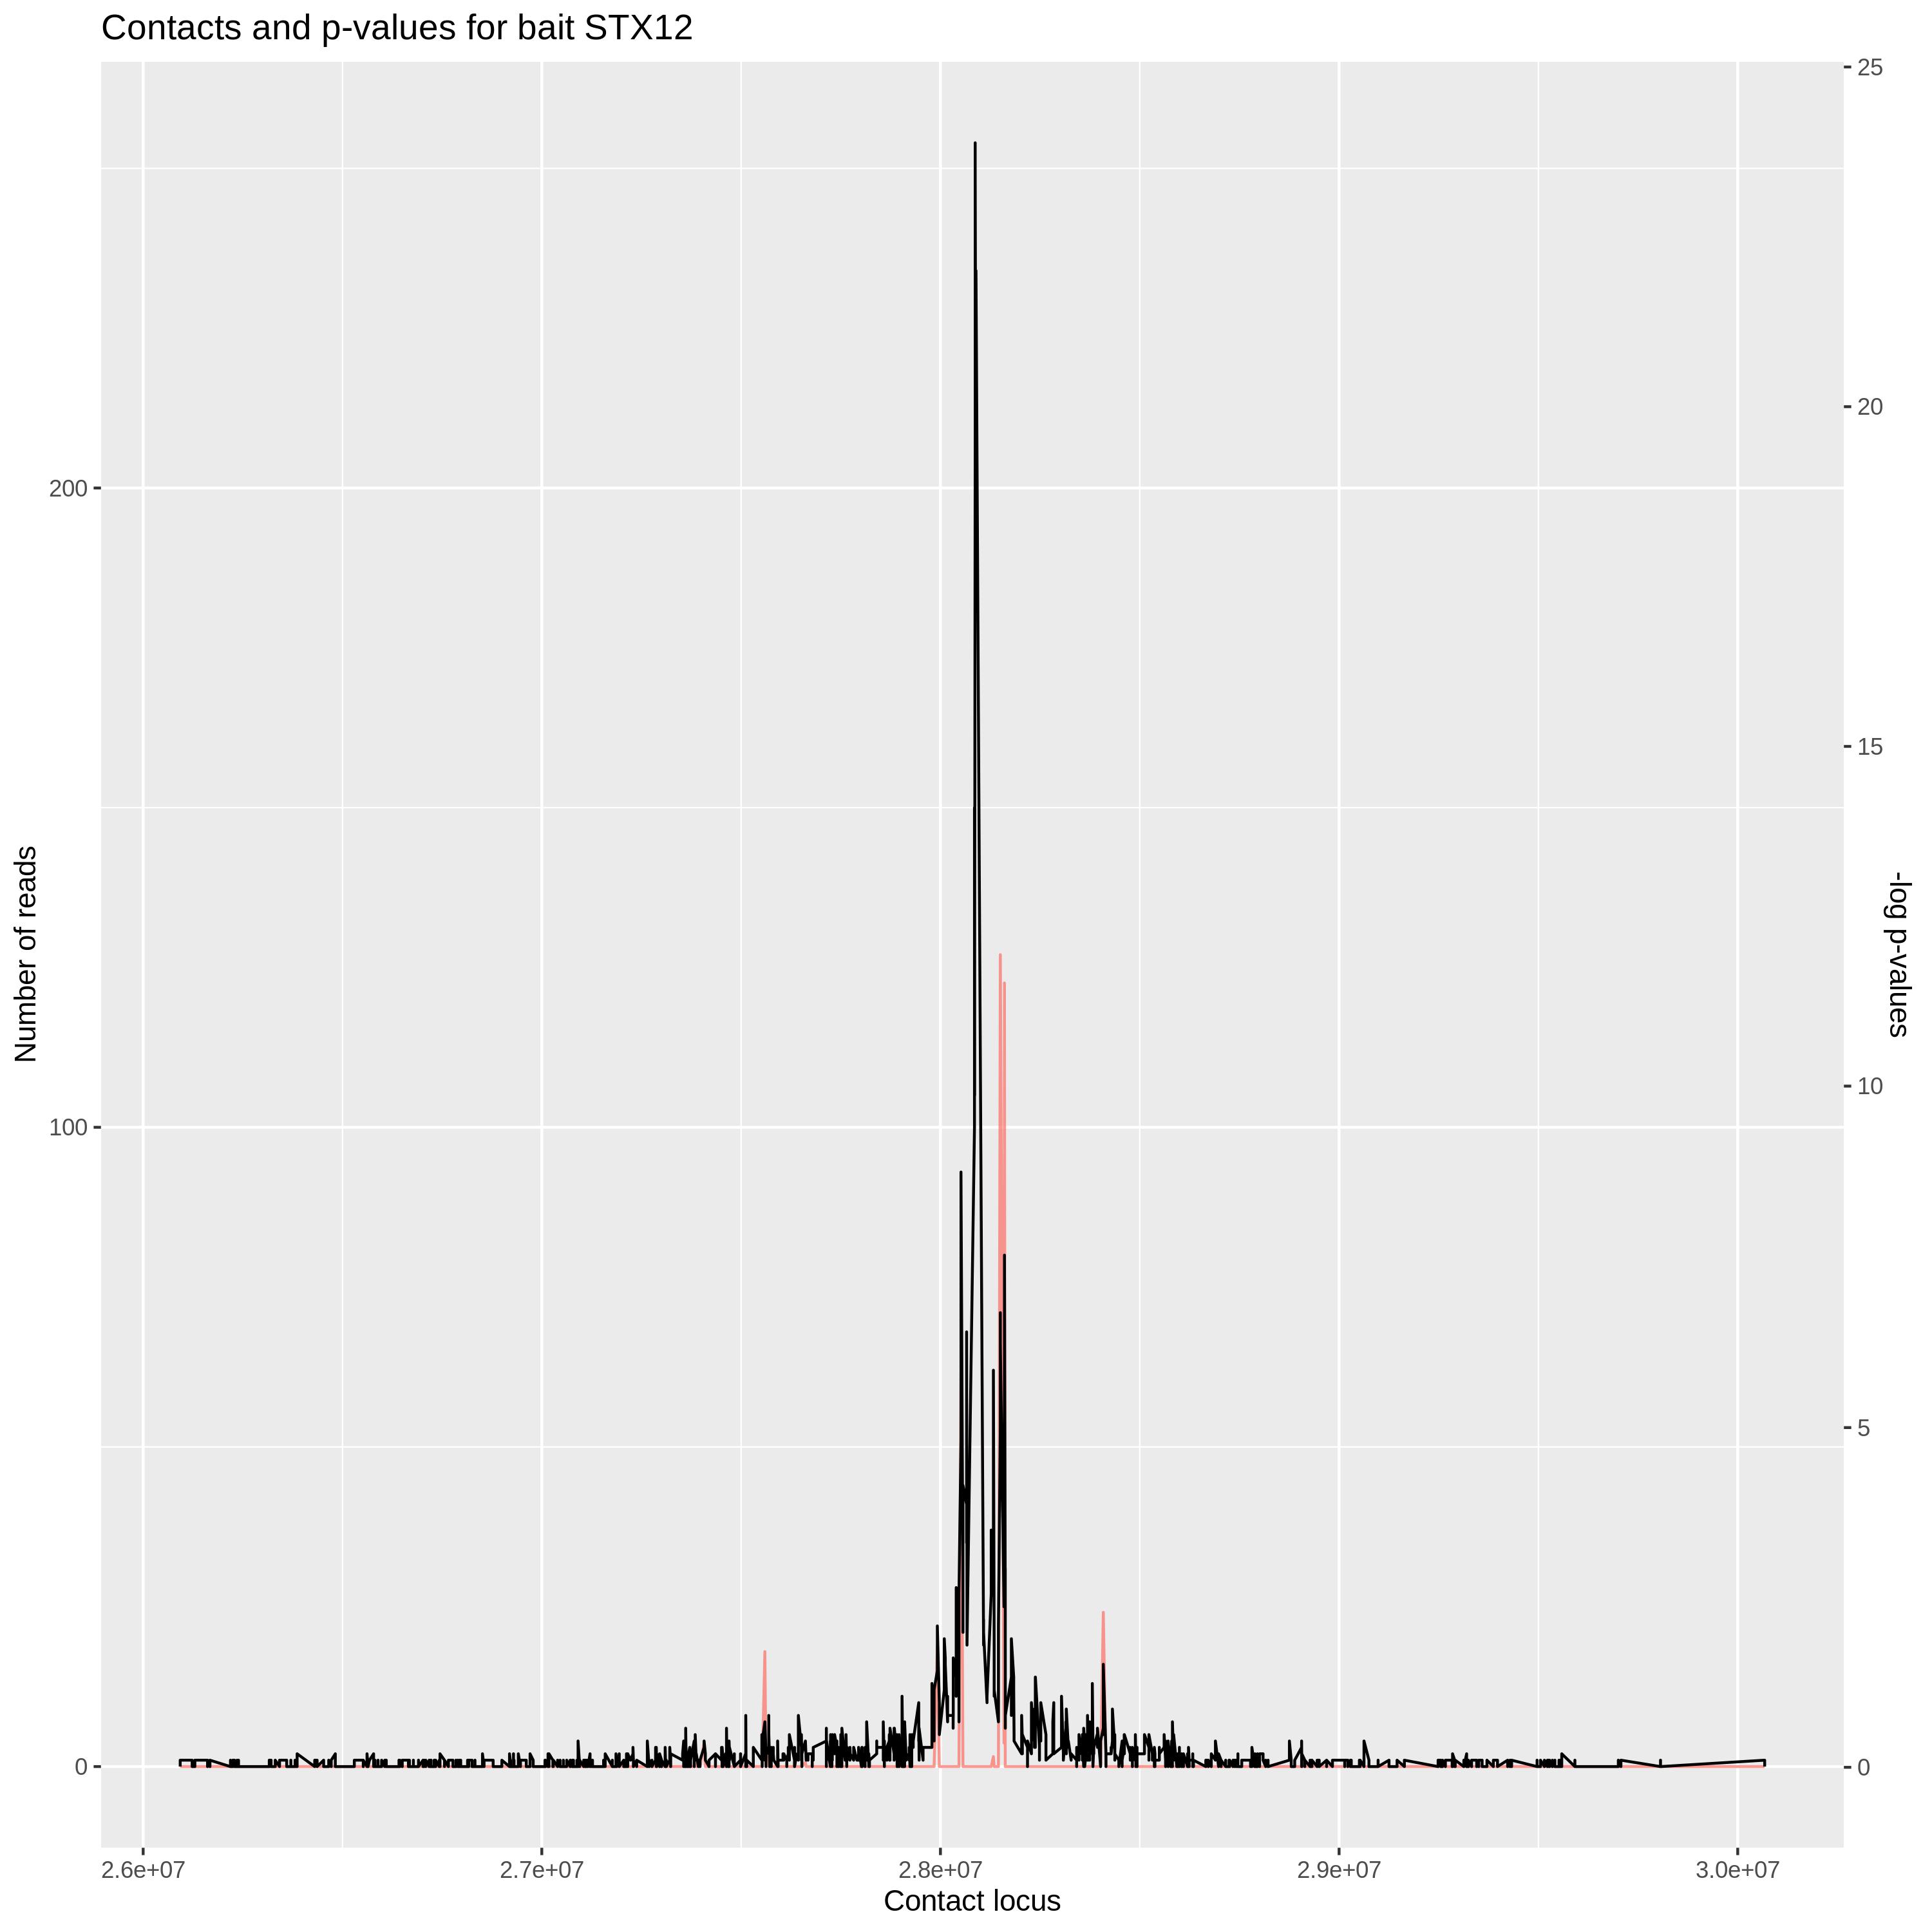 Contacts and p-values for bait STX12
25
20
15
10
5
0
200
100
0
Number of reads
-log p-values
2.6e+07
2.7e+07
2.8e+07
2.9e+07
3.0e+07
Contact locus